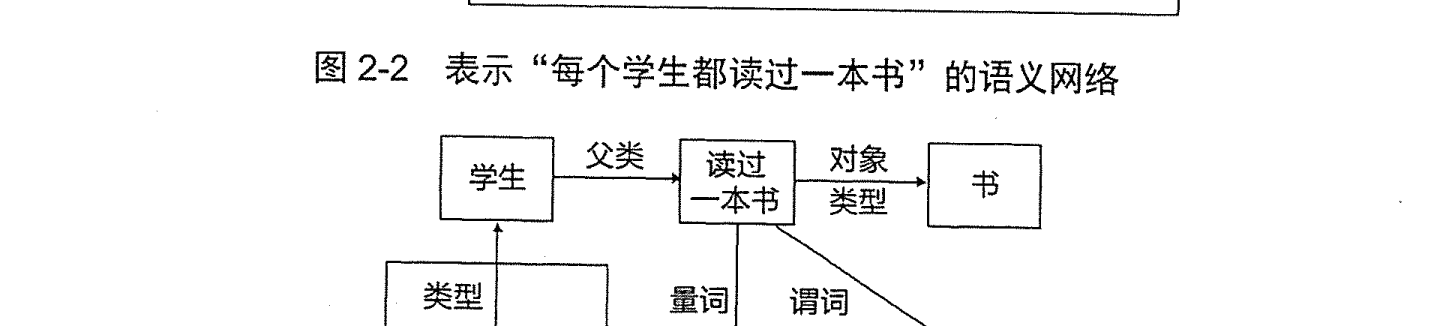 图 2-2 表示“每个学生都读过一本书”的语义网络
学生
父类
读过
一本书
对象
类型
书
类型
量词
谓词